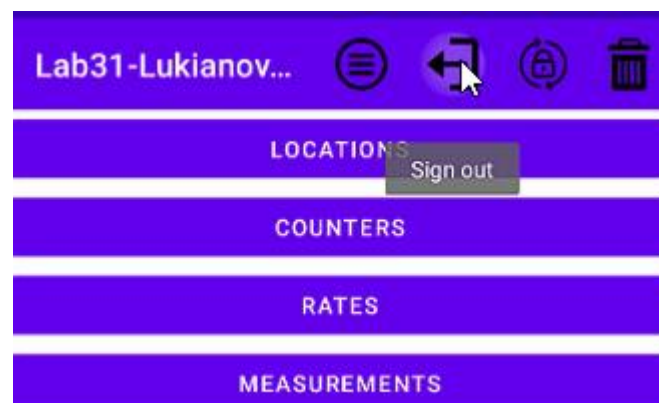 Lab31-Lukianov...
LOCATIONS
Sign out
COUNTERS
RATES
MEASUREMENTS